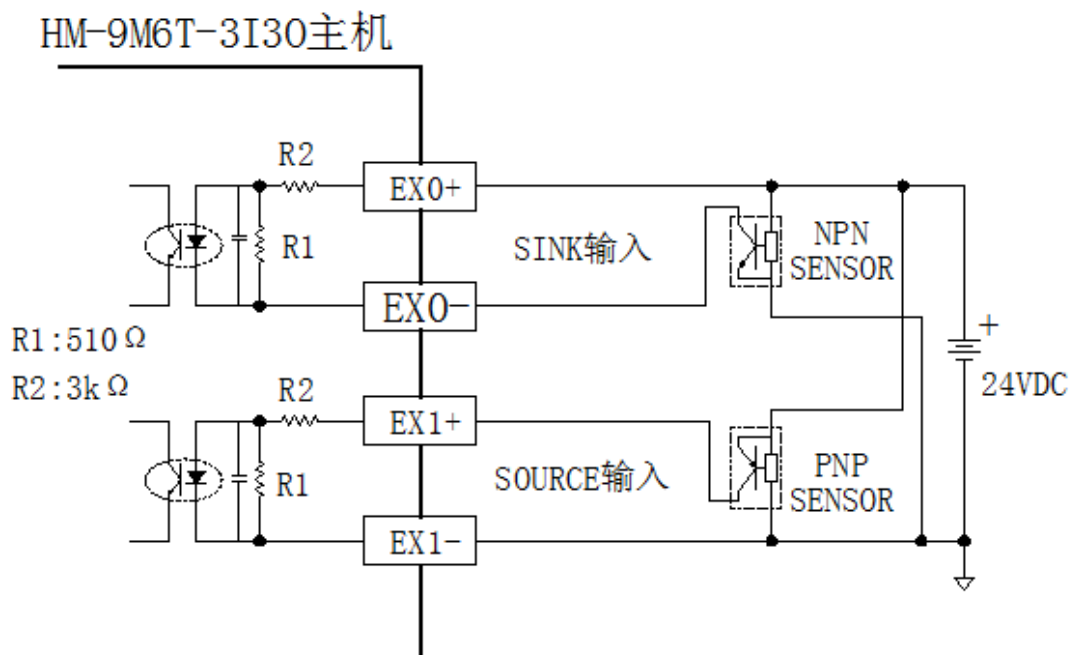 HM-9M6T-3I3O主机
R2
EX0+
R1
SINK输入
NPN
SENSOR
EX0-
R1:510Ω
R2:3kΩ
+
24VDC
R2
EX1+
R1
SOURCE输入
PNP
SENSOR
EX1-